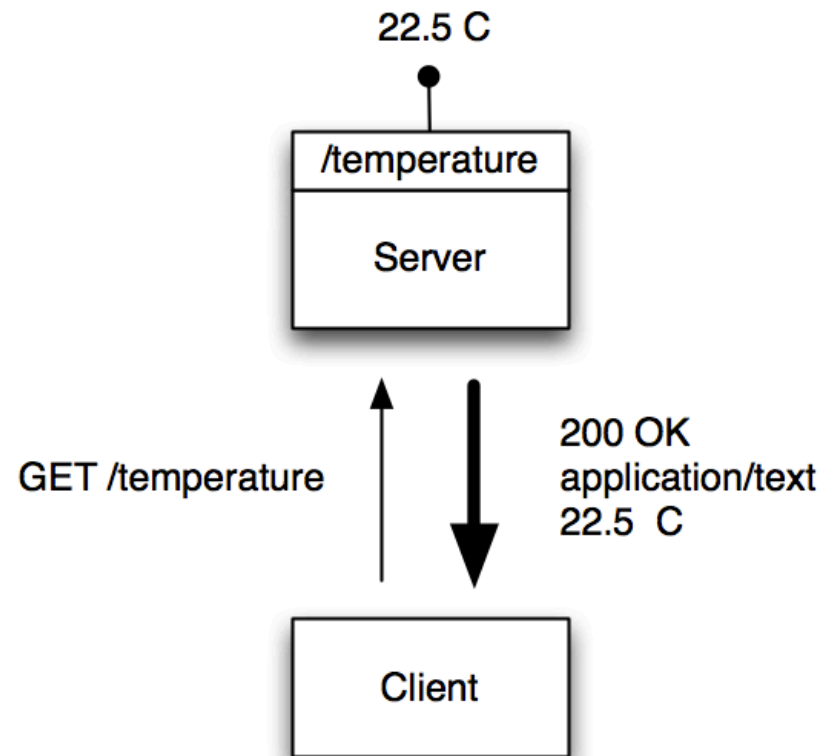 22.5 C
/temperature
Server
GET /temperature
200 OK
application/text
22.5  C
Client